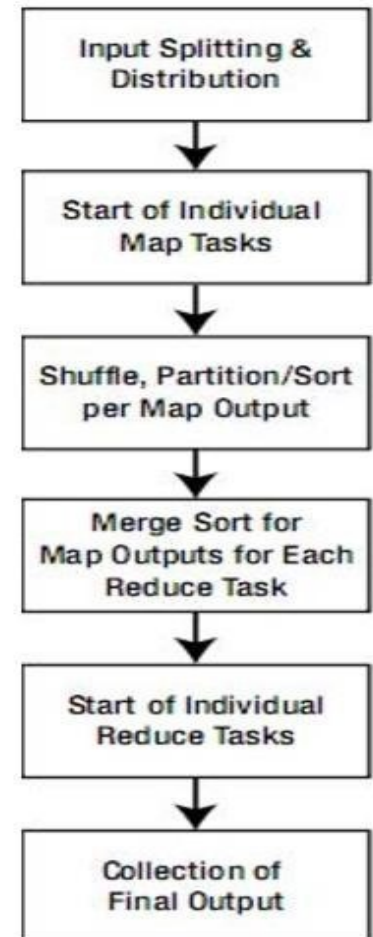 Input Splitting &
Distribution
Start of Individual
Map Tasks
Shuffle, Partition/Sort
per Map Output
Merge Sort for
Map Outputs for Each
Reduce Task
Start of Individual
Reduce Tasks
Collection of
Final Output